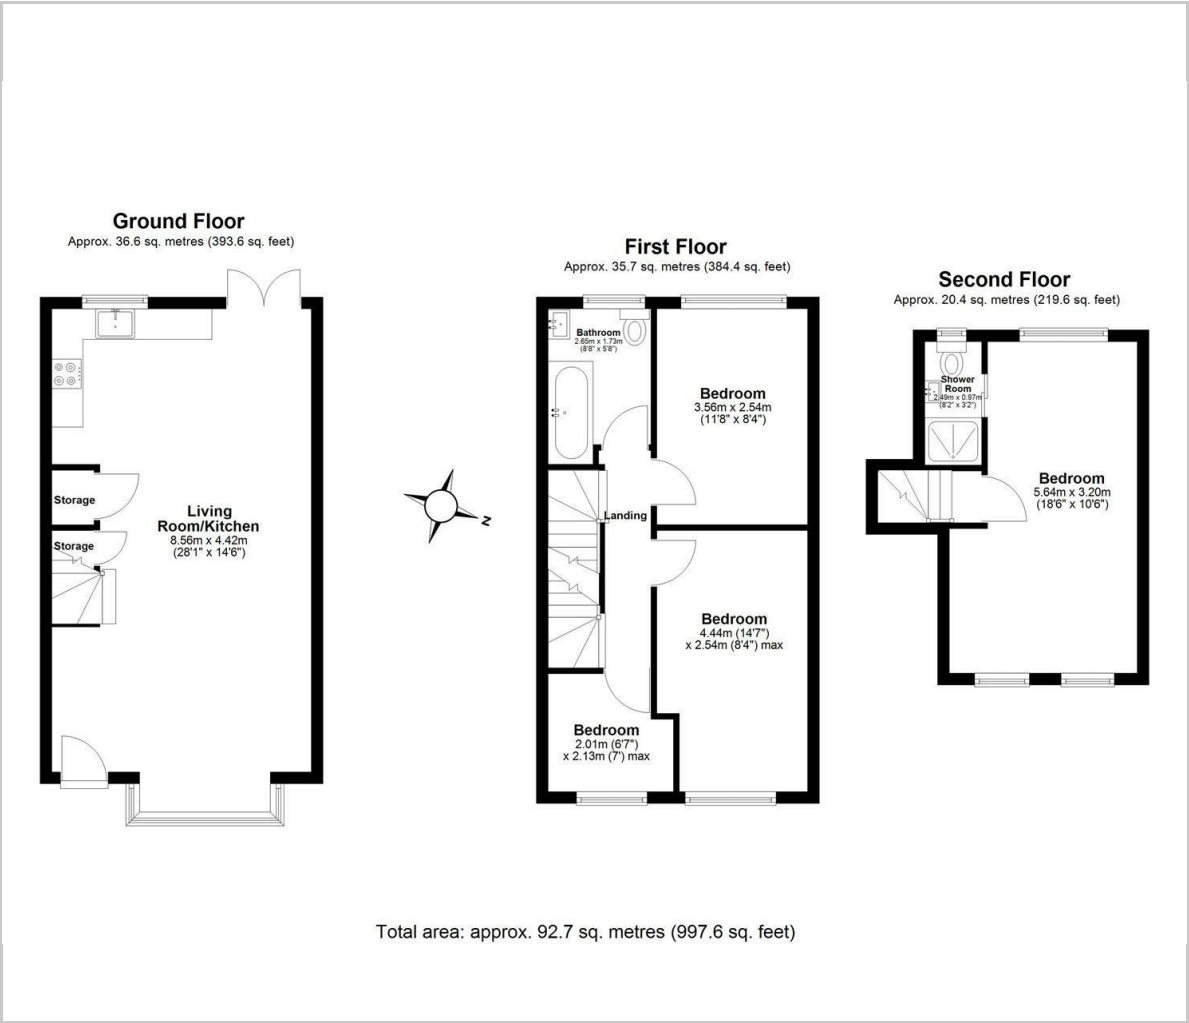 Ground Floor
Approx. 36.6 sq. metres (393.6 sq. feet)
Storage
Storage
Living
Room/Kitchen
8.56m x 4.42m
(28'1" x 14'6")
N
First Floor
Approx. 35.7 sq. metres (384.4 sq. feet)
Bathroom
2.65m x 1.73m
(8'8" x 5'8")
Bedroom
3.56m x 2.54m
(11'8" x 8'4")
Landing
Bedroom
4.44m (14'7")
x 2.54m (8'4") max
Bedroom
2.01m (6'7")
x 2.13m (7') max
Second Floor
Approx. 20.4 sq. metres (219.6 sq. feet)
Shower
Room
2.49m x 0.97m
(8'2" x 3'2")
Bedroom
5.64m x 3.20m
(18'6" x 10'6")
Total area: approx. 92.7 sq. metres (997.6 sq. feet)